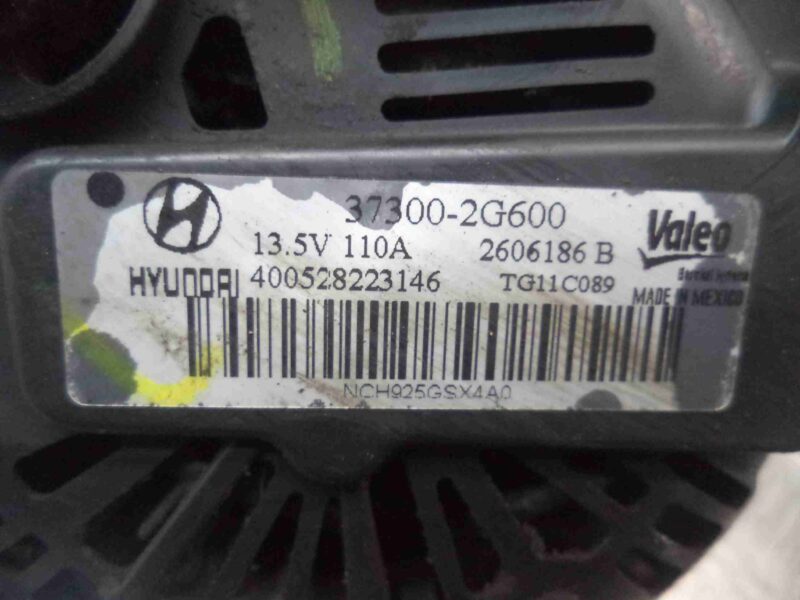 37300-2G600
13.5V 110A 2606186 B
Valeo
HYUNDAI 400528223146 TG11C089
MADE IN MEXICO
NCH925GSX4A0